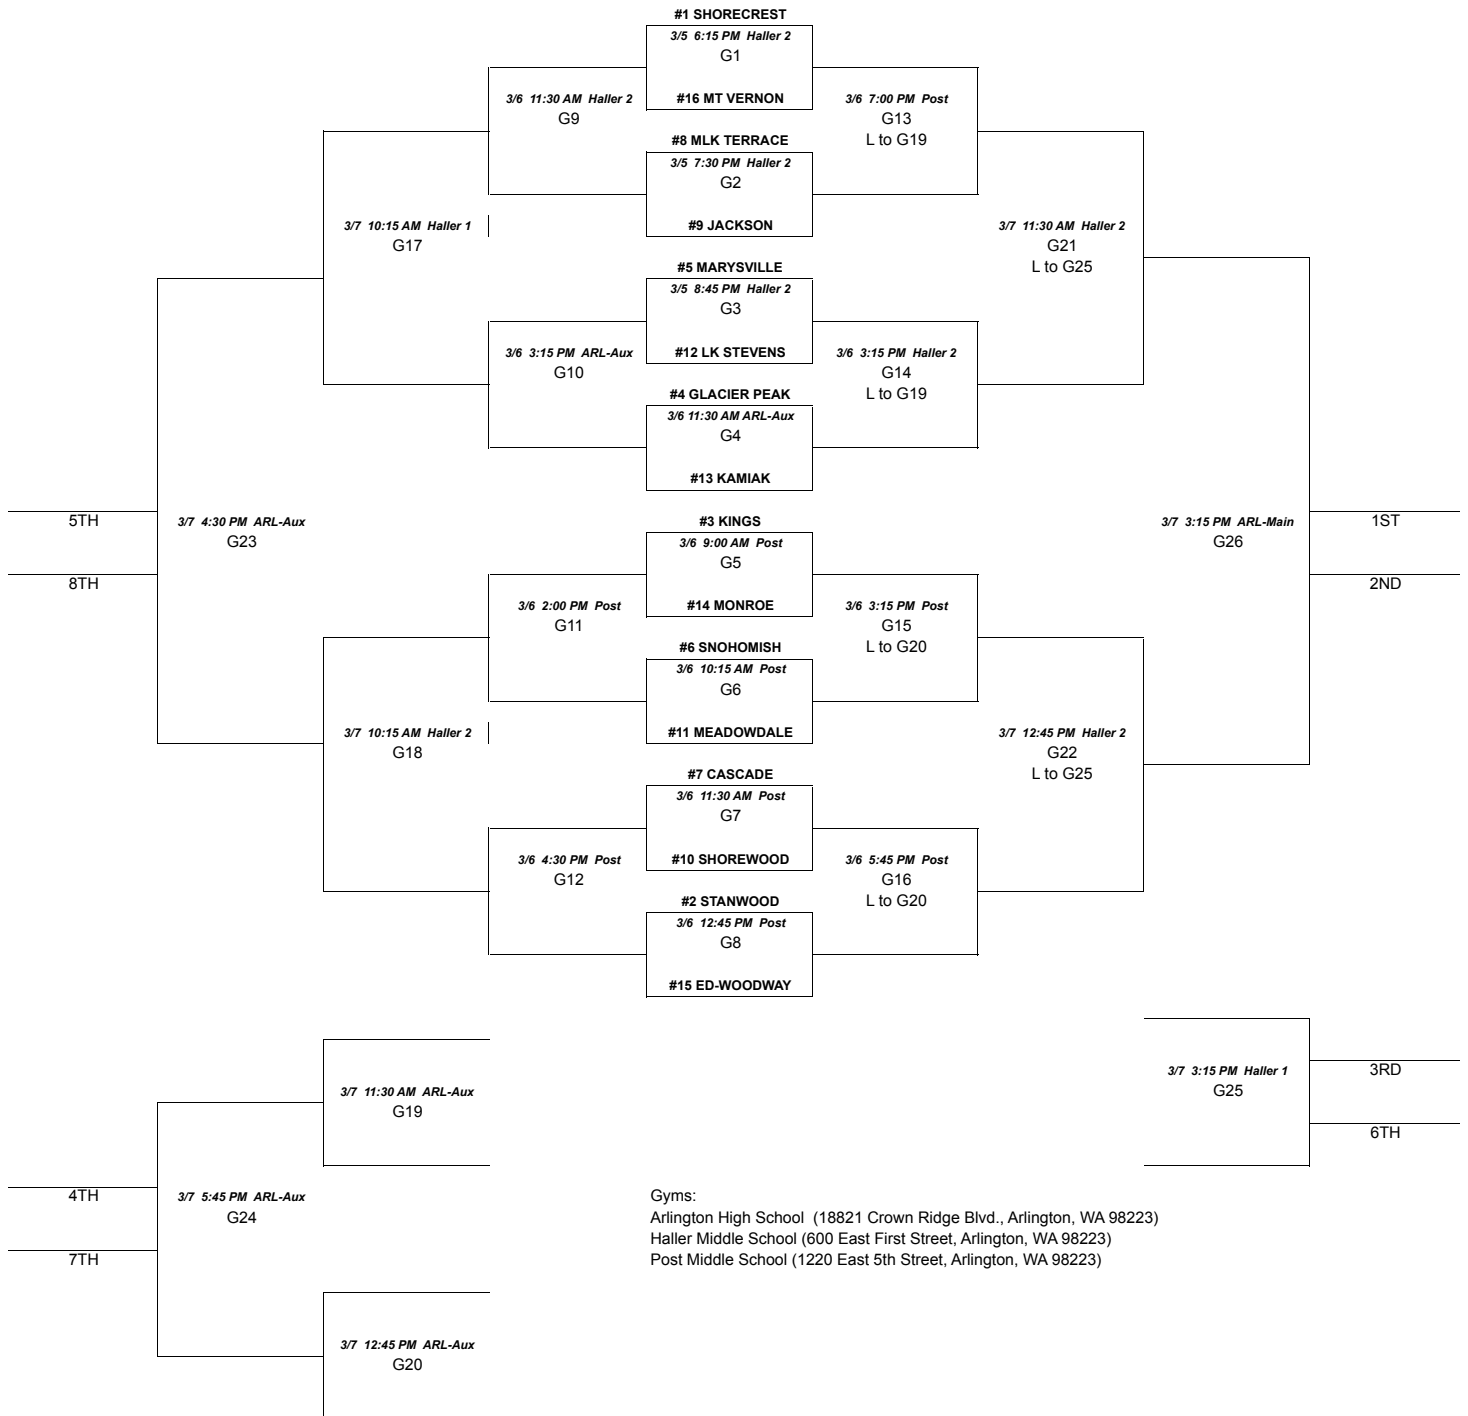 #1 SHORECREST
3/5 6:15 PM Haller 2
G1
#16 MT VERNON
3/6 11:30 AM Haller 2
G9
3/6 7:00 PM Post
G13
L to G19
#8 MLK TERRACE
3/5 7:30 PM Haller 2
G2
#9 JACKSON
3/7 10:15 AM Haller 1
G17
3/7 11:30 AM Haller 2
G21
L to G25
#5 MARYSVILLE
3/5 8:45 PM Haller 2
G3
#12 LK STEVENS
3/6 3:15 PM ARL-Aux
G10
3/6 3:15 PM Haller 2
G14
L to G19
#4 GLACIER PEAK
3/6 11:30 AM ARL-Aux
G4
#13 KAMIAK
5TH
8TH
3/7 4:30 PM ARL-Aux
G23
3/7 3:15 PM ARL-Main
G26
1ST
2ND
#3 KINGS
3/6 9:00 AM Post
G5
#14 MONROE
3/6 2:00 PM Post
G11
3/6 3:15 PM Post
G15
L to G20
#6 SNOHOMISH
3/6 10:15 AM Post
G6
#11 MEADOWDALE
3/7 10:15 AM Haller 2
G18
3/7 12:45 PM Haller 2
G22
L to G25
#7 CASCADE
3/6 11:30 AM Post
G7
#10 SHOREWOOD
3/6 4:30 PM Post
G12
3/6 5:45 PM Post
G16
L to G20
#2 STANWOOD
3/6 12:45 PM Post
G8
#15 ED-WOODWAY
3/7 11:30 AM ARL-Aux
G19
3/7 3:15 PM Haller 1
G25
3RD
6TH
4TH
7TH
3/7 5:45 PM ARL-Aux
G24
Gyms:
Arlington High School (18821 Crown Ridge Blvd., Arlington, WA 98223)
Haller Middle School (600 East First Street, Arlington, WA 98223)
Post Middle School (1220 East 5th Street, Arlington, WA 98223)
3/7 12:45 PM ARL-Aux
G20